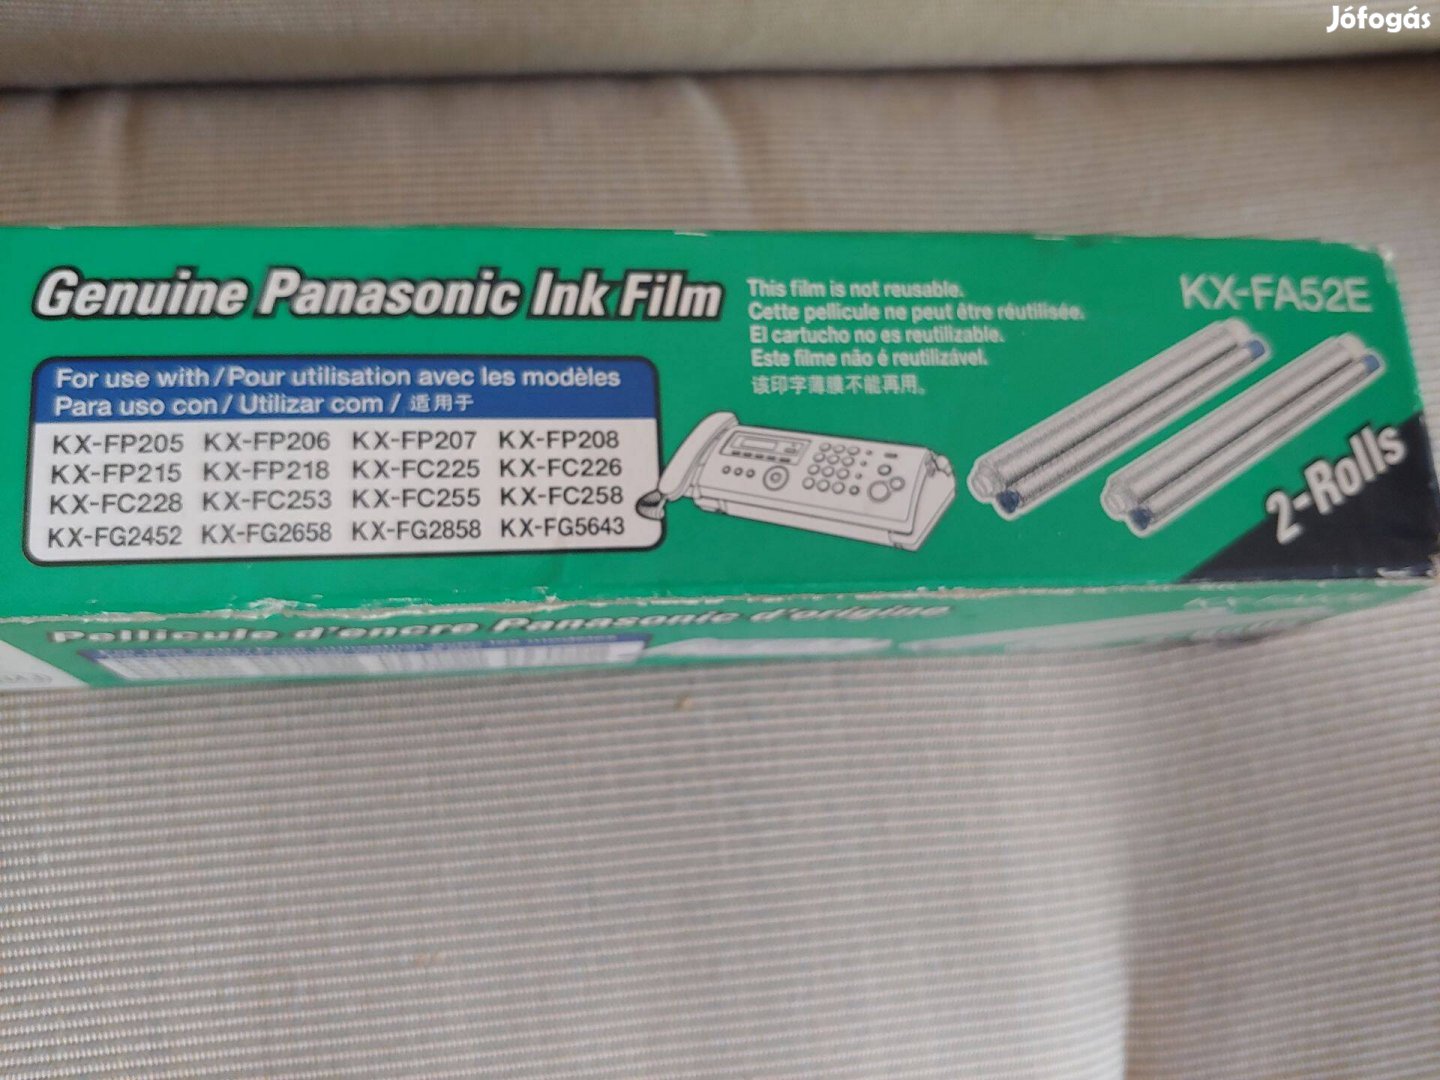 Jófogás
Genuine Panasonic Ink Film
This film is not reusable.
Cette pellicule ne peut être réutilisée.
El cartucho no es reutilizable.
Este filme não é reutilizável.
该印字薄膜不能再用。
KX-FA52E
For use with/Pour utilisation avec les modèles
Para uso con/Utilizar com/适用于
KX-FP205 KX-FP206 KX-FP207 KX-FP208
KX-FP215 KX-FP218 KX-FC225 KX-FC226
KX-FC228 KX-FC253 KX-FC255 KX-FC258
KX-FG2452 KX-FG2658 KX-FG2858 KX-FG5643
2-Rolls
Pellicule d'encre Panasonic d'origine